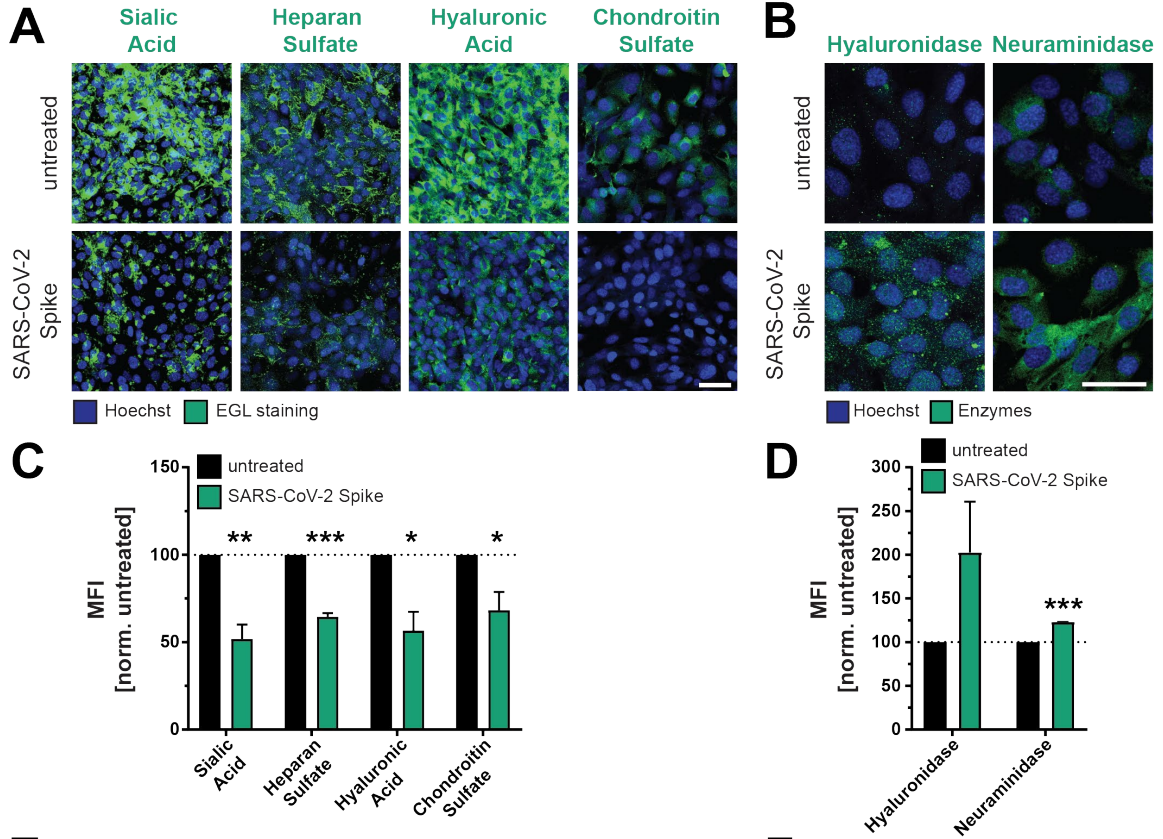 A
Sialic
Acid
Heparan
Sulfate
Hyaluronic
Acid
Chondroitin
Sulfate
untreated
SARS-CoV-2
Spike
Hoechst
EGL staining
B
Hyaluronidase
Neuraminidase
untreated
SARS-CoV-2
Spike
Hoechst
Enzymes
C
untreated
SARS-CoV-2 Spike
MFI
[norm. untreated]
150
100
50
0
**
***
*
*
Sialic
Acid
Heparan
Sulfate
Hyaluronic
Acid
Chondroitin
Sulfate
D
untreated
SARS-CoV-2 Spike
MFI
[norm. untreated]
300
250
200
150
100
50
0
***
Hyaluronidase
Neuraminidase